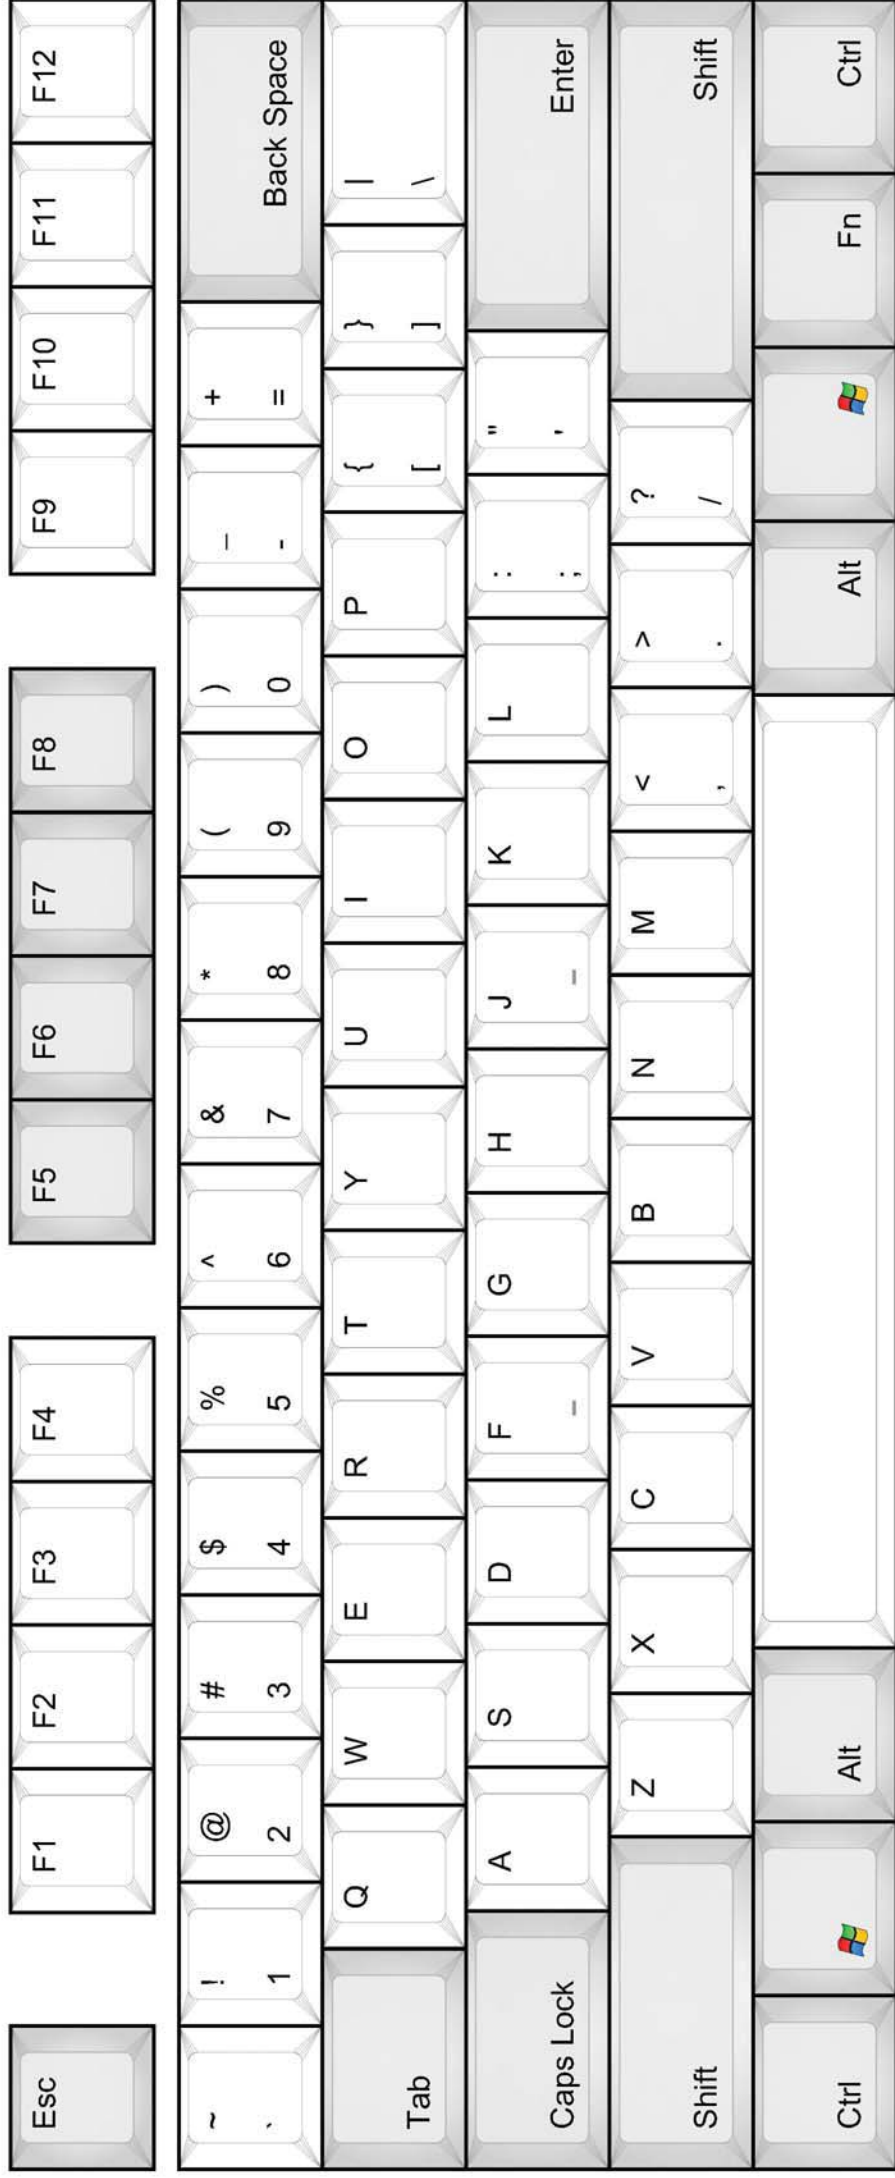 Esc F1 F2 F3 F4 F5 F6 F7 F8 F9 F10 F11 F12
~ ! @ # $ % ^ & * ( ) _ +
` 1 2 3 4 5 6 7 8 9 0 - = Back Space
Q W E R T Y U I O P { } |
Tab [ ] \
A S D F G H J K L : "
Caps Lock _ _ ; ' Enter
Z X C V B N M < > ?
Shift , . / Shift
Ctrl Alt Alt Fn Ctrl